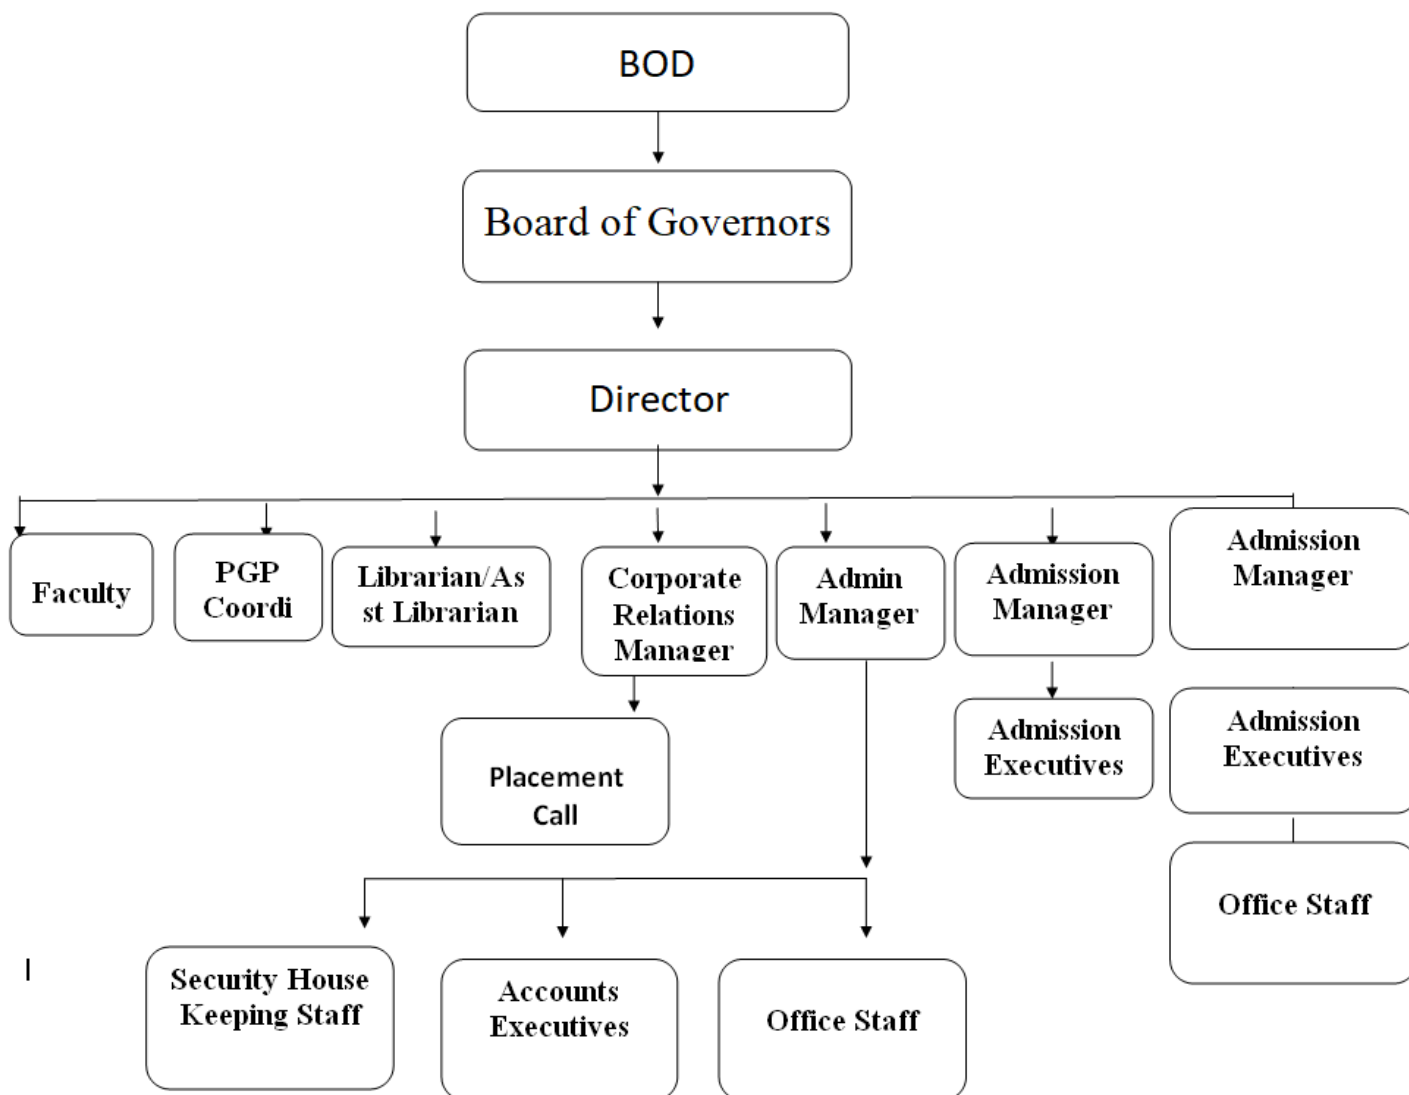 BOD
Board of Governors
Director
Faculty
PGP
Coordi
Librarian/As
st Librarian
Corporate
Relations
Manager
Admin
Manager
Admission
Manager
Admission
Manager
Placement
Call
Admission
Executives
Admission
Executives
Office Staff
Security House
Keeping Staff
Accounts
Executives
Office Staff